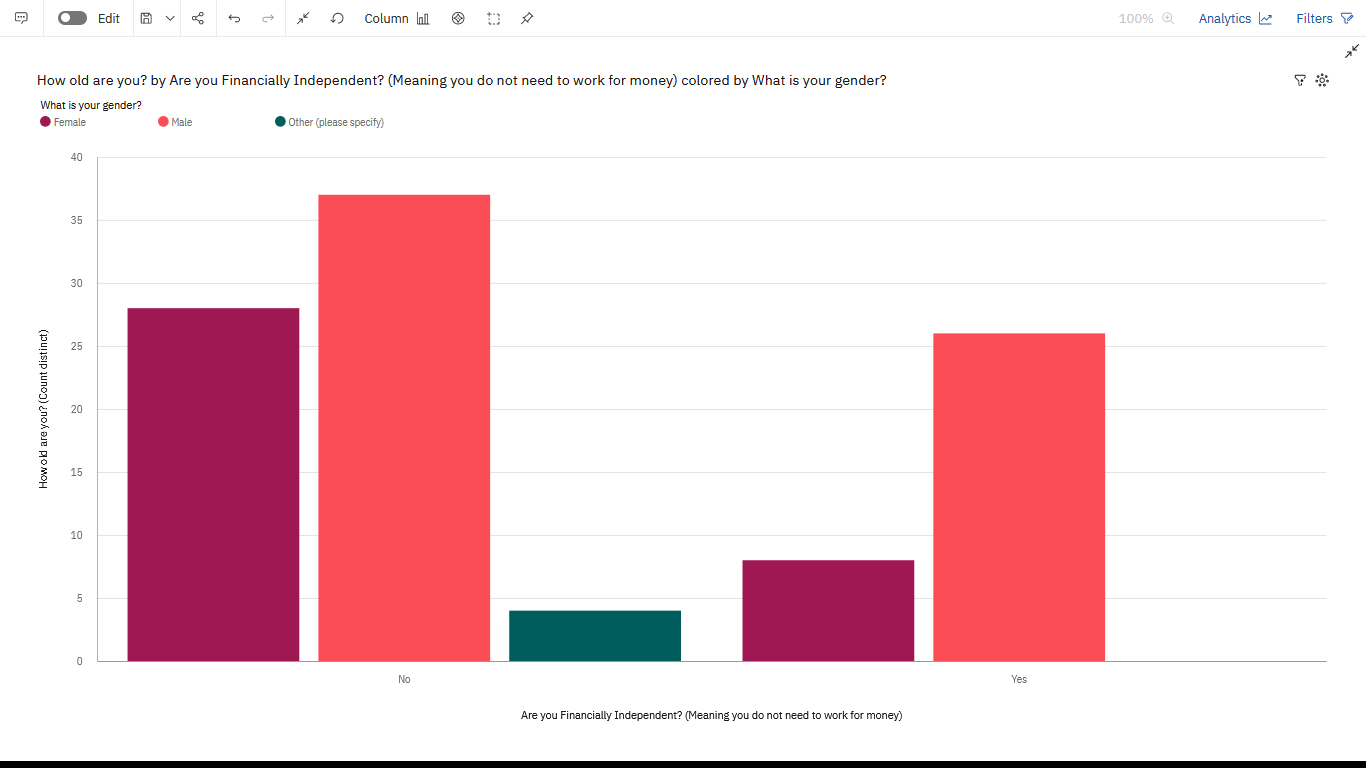 Edit Column 100% Analytics Filters
How old are you? by Are you Financially Independent? (Meaning you do not need to work for money) colored by What is your gender?
What is your gender?
Female Male Other (please specify)
40
35
30
25
20
15
10
5
0
How old are you? (Count distinct)
No Yes
Are you Financially Independent? (Meaning you do not need to work for money)